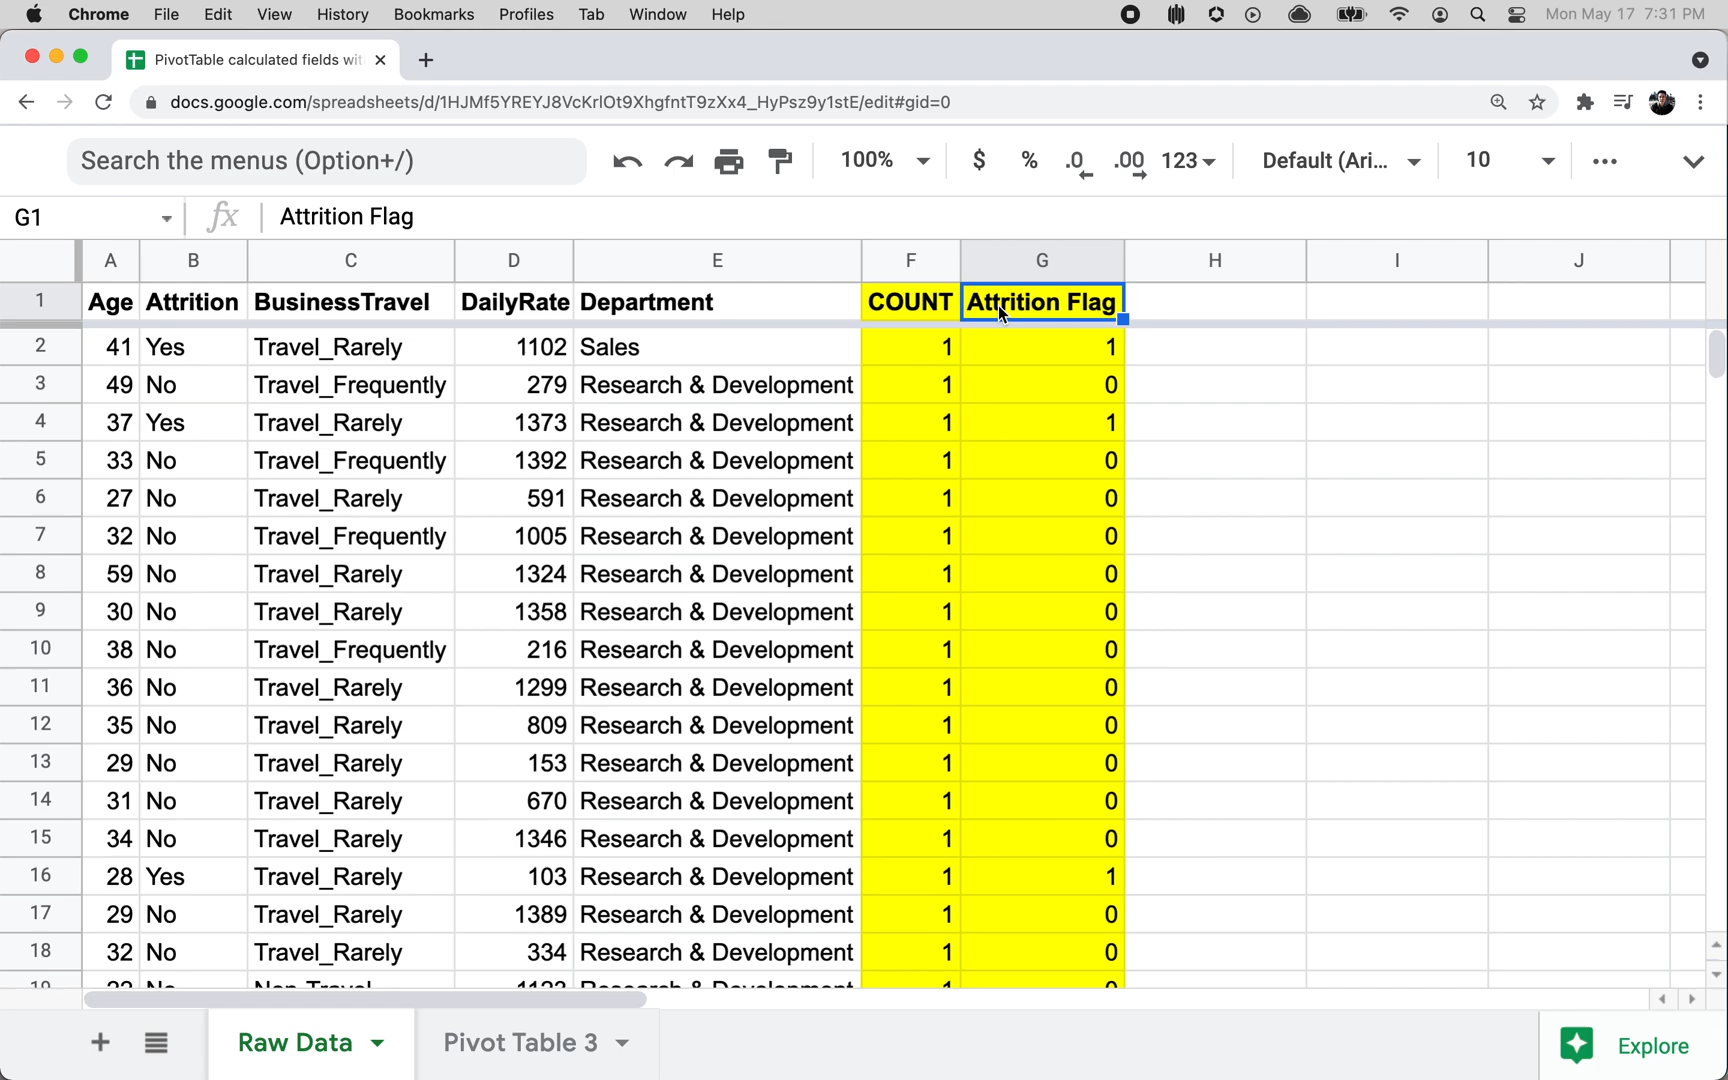 Chrome File Edit View History Bookmarks Profiles Tab Window Help Mon May 17 7:31 PM
PivotTable calculated fields wit
docs.google.com/spreadsheets/d/1HJMf5YREYJ8VcKrIOt9XhgfntT9zXx4_HyPsz9y1stE/edit#gid=0
Search the menus (Option+/) 100% $ % .0 .00 123 Default (Ari... 10
G1 fx Attrition Flag
A B C D E F G H I J
1 Age Attrition BusinessTravel DailyRate Department COUNT Attrition Flag
2 41 Yes Travel_Rarely 1102 Sales 1 1
3 49 No Travel_Frequently 279 Research & Development 1 0
4 37 Yes Travel_Rarely 1373 Research & Development 1 1
5 33 No Travel_Frequently 1392 Research & Development 1 0
6 27 No Travel_Rarely 591 Research & Development 1 0
7 32 No Travel_Frequently 1005 Research & Development 1 0
8 59 No Travel_Rarely 1324 Research & Development 1 0
9 30 No Travel_Rarely 1358 Research & Development 1 0
10 38 No Travel_Frequently 216 Research & Development 1 0
11 36 No Travel_Rarely 1299 Research & Development 1 0
12 35 No Travel_Rarely 809 Research & Development 1 0
13 29 No Travel_Rarely 153 Research & Development 1 0
14 31 No Travel_Rarely 670 Research & Development 1 0
15 34 No Travel_Rarely 1346 Research & Development 1 0
16 28 Yes Travel_Rarely 103 Research & Development 1 1
17 29 No Travel_Rarely 1389 Research & Development 1 0
18 32 No Travel_Rarely 334 Research & Development 1 0
Raw Data Pivot Table 3 Explore